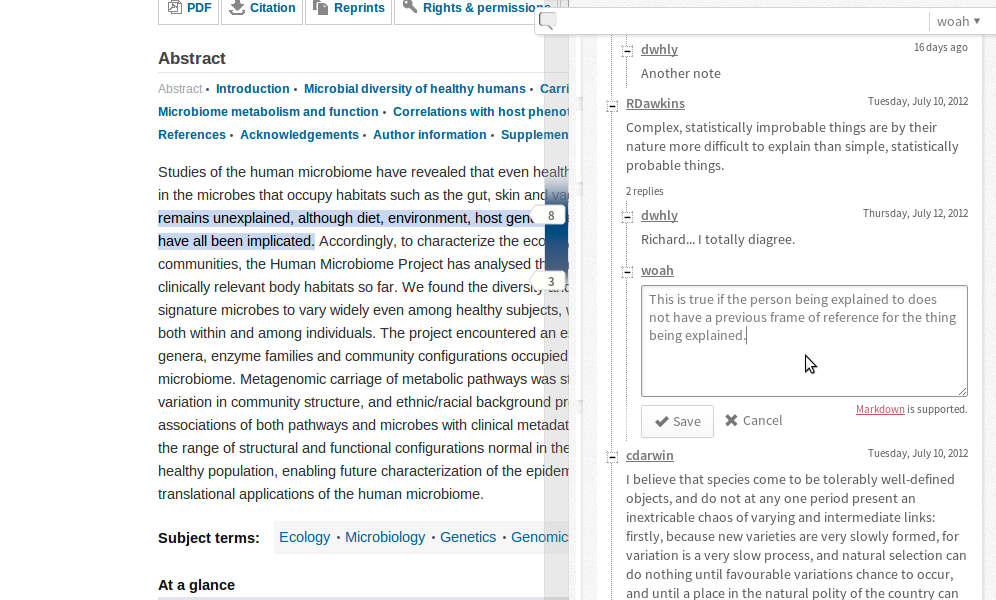 PDF Citation Reprints Rights & permissions
woah ▾
Abstract
Abstract • Introduction • Microbial diversity of healthy humans •
Microbiome metabolism and function • Correlations with host
References • Acknowledgements • Author information •
Studies of the human microbiome have revealed that even
in the microbes that occupy habitats such as the gut, skin and
remains unexplained, although diet, environment, host
have all been implicated. Accordingly, to characterize the
communities, the Human Microbiome Project has analysed
clinically relevant body habitats so far. We found the diversity and
signature microbes to vary widely even among healthy subjects,
both within and among individuals. The project encountered an
genera, enzyme families and community configurations occupied
microbiome. Metagenomic carriage of metabolic pathways was
variation in community structure, and ethnic/racial background
associations of both pathways and microbes with clinical
the range of structural and functional configurations normal in the
healthy population, enabling future characterization of the
translational applications of the human microbiome.
Subject terms: Ecology • Microbiology • Genetics •
At a glance
8
3
dwhly 16 days ago
Another note
RDawkins Tuesday, July 10, 2012
Complex, statistically improbable things are by their
nature more difficult to explain than simple, statistically
probable things.
2 replies
dwhly Thursday, July 12, 2012
Richard... I totally diagree.
woah
This is true if the person being explained to does
not have a previous frame of reference for the thing
being explained.
Markdown is supported.
Save Cancel
cdarwin Tuesday, July 10, 2012
I believe that species come to be tolerably well-defined
objects, and do not at any one period present an
inextricable chaos of varying and intermediate links:
firstly, because new varieties are very slowly formed, for
variation is a very slow process, and natural selection can
do nothing until favourable variations chance to occur,
and until a place in the natural polity of the country can